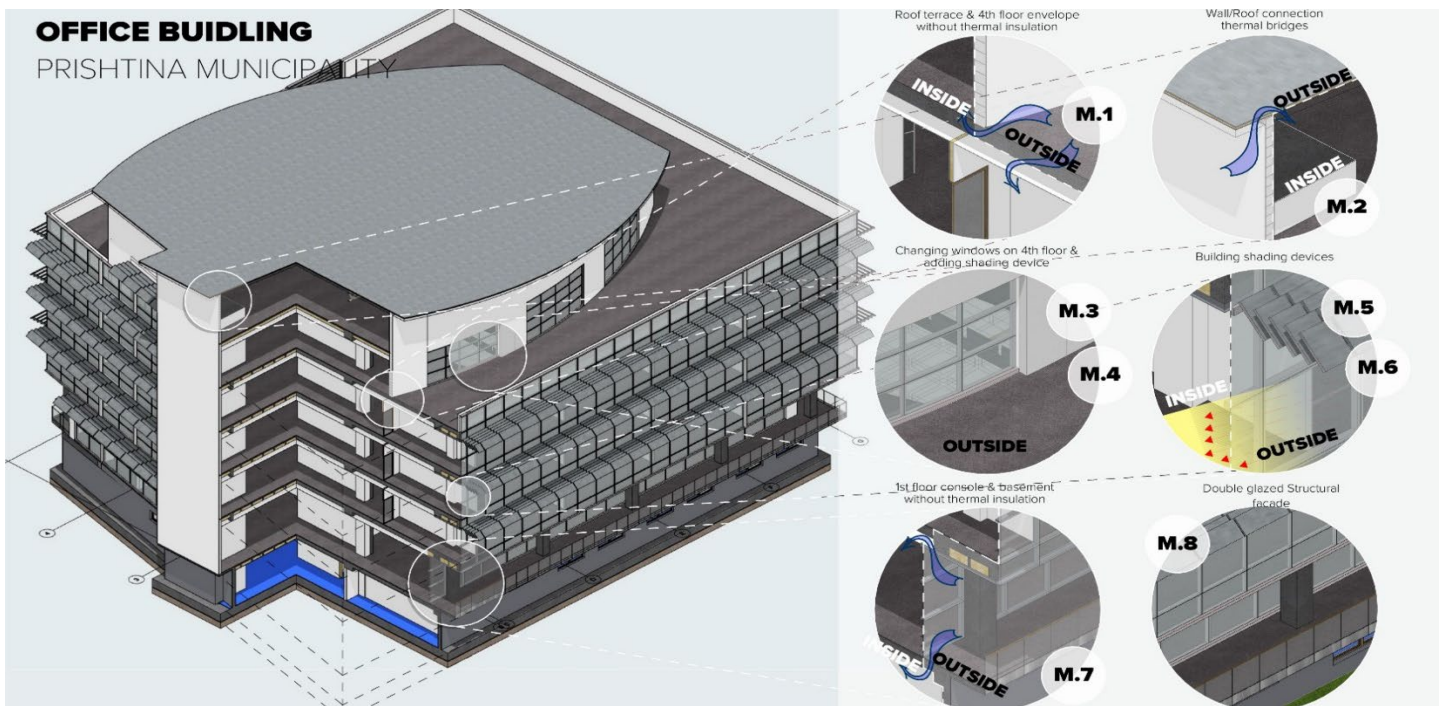 OFFICE BUIDLING
PRISHTINA MUNICIPALITY
Roof terrace & 4th floor envelope
without thermal insulation
INSIDE
OUTSIDE
M.1
Wall/Roof connection
thermal bridges
OUTSIDE
INSIDE
M.2
Changing windows on 4th floor &
adding shading device
M.3
M.4
OUTSIDE
Building shading devices
M.5
M.6
INSIDE
OUTSIDE
1st floor console & basement
without thermal insulation
INSIDE
OUTSIDE
M.7
Double glazed Structural
façade
M.8